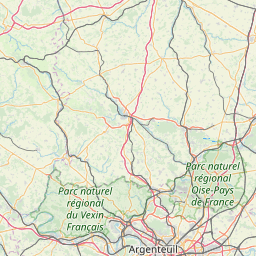 Parc naturel
régional
Oise-Pays
de France
Parc naturel
régional
du Vexin
Français
Argenteuil